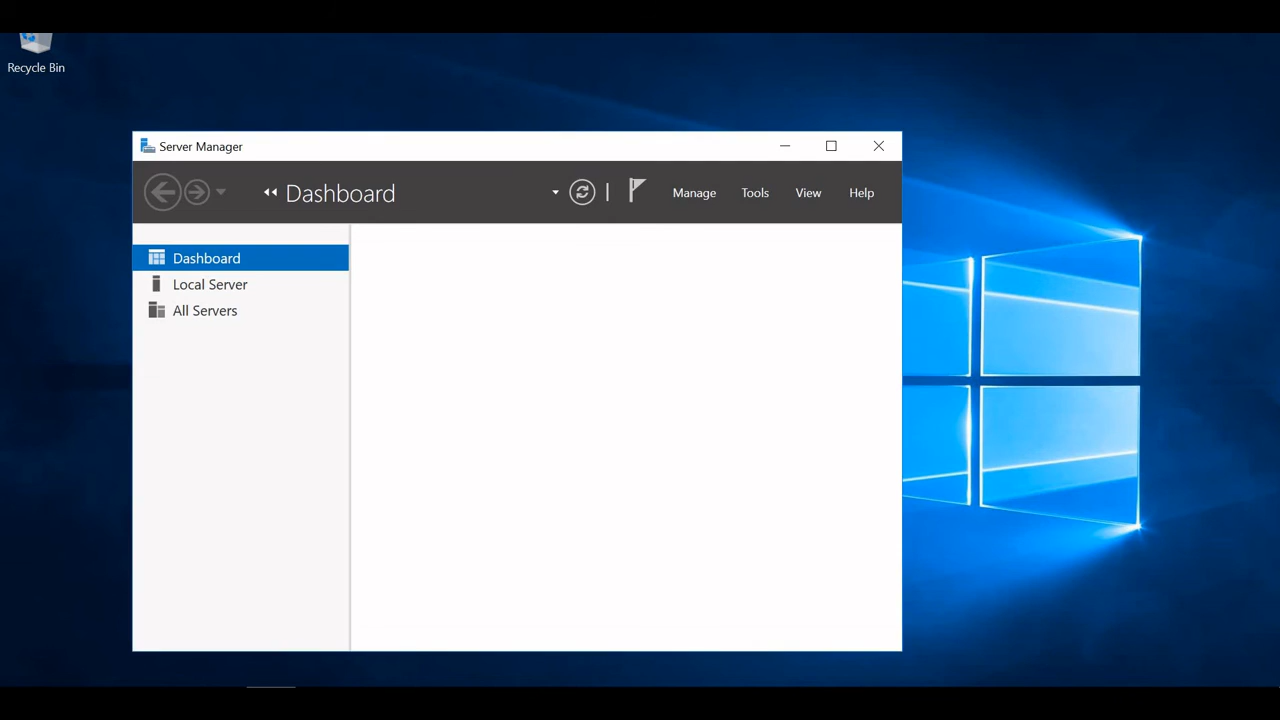 Recycle Bin
Server Manager
Dashboard
Manage Tools View Help
Dashboard
Local Server
All Servers